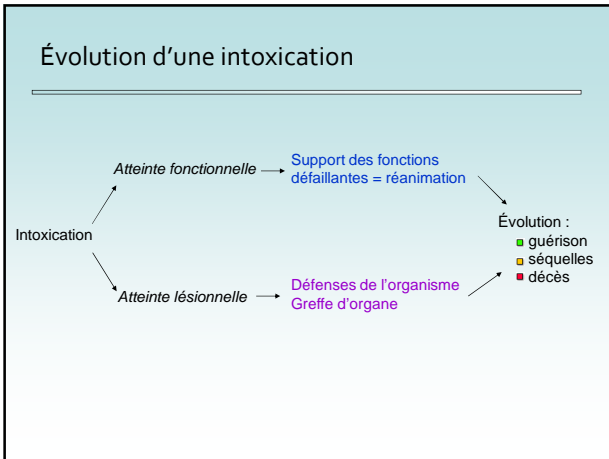 Évolution d’une intoxication
Intoxication
Atteinte fonctionnelle
Support des fonctions
défaillantes = réanimation
Atteinte lésionnelle
Défenses de l’organisme
Greffe d’organe
Évolution :
guérison
séquelles
décès